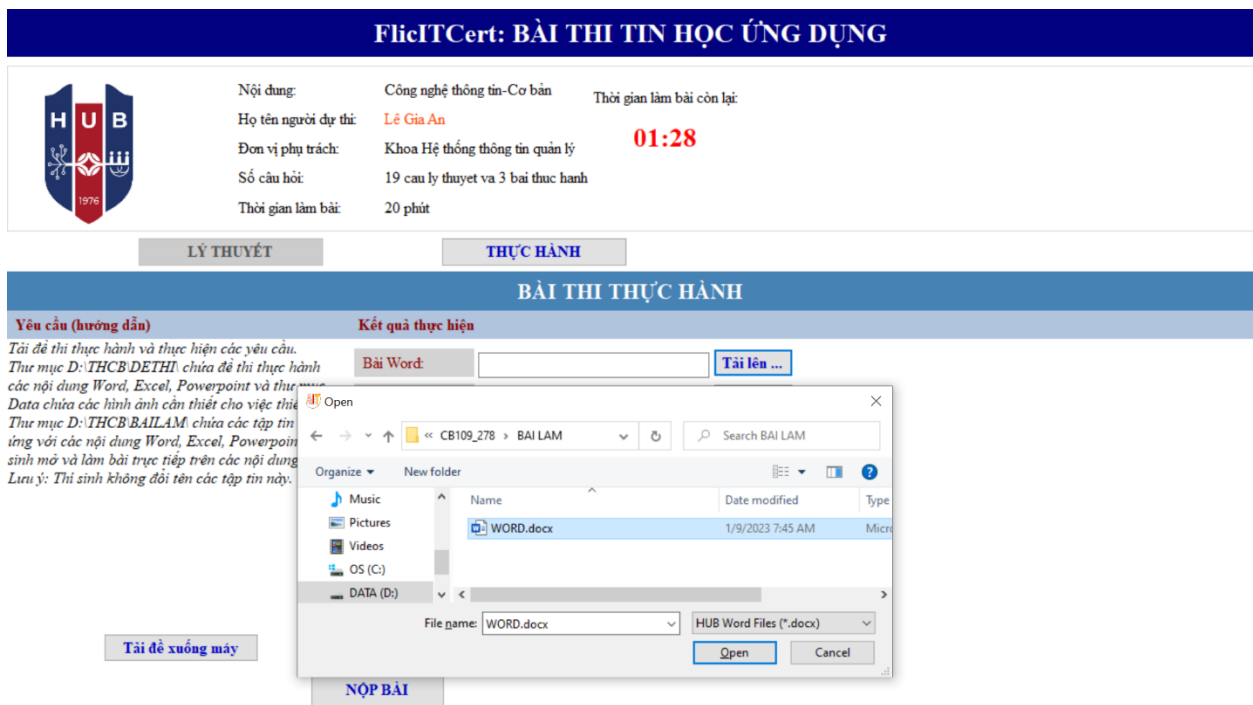 FlicITCert: BÀI THI TIN HỌC ỨNG DỤNG
HUB
1976
Nội dung: Công nghệ thông tin-Cơ bản
Họ tên người dự thi: Lê Gia An
Đơn vị phụ trách: Khoa Hệ thống thông tin quản lý
Số câu hỏi: 19 cau ly thuyet va 3 bai thuc hanh
Thời gian làm bài: 20 phút
Thời gian làm bài còn lại:
01:28
LÝ THUYẾT THỰC HÀNH
BÀI THI THỰC HÀNH
Yêu cầu (hướng dẫn) Kết quả thực hiện
Tải đề thi thực hành và thực hiện các yêu cầu.
Thư mục D:\THCB\DETHI\ chứa đề thi thực hành
các nội dung Word, Excel, Powerpoint và thư mục
Data chứa các hình ảnh cần thiết cho việc thiế
Thư mục D:\THCB\BAILAM\ chứa các tập tin
ứng với các nội dung Word, Excel, Powerpoin
sinh mở và làm bài trực tiếp trên các nội dung
Lưu ý: Thí sinh không đổi tên các tập tin này.
Bài Word: Tải lên ...
Open
« CB109_278 › BAI LAM
Search BAI LAM
Organize New folder
Music
Pictures
Videos
OS (C:)
DATA (D:)
Name Date modified Type
WORD.docx 1/9/2023 7:45 AM Micr
File name: WORD.docx HUB Word Files (*.docx)
Open Cancel
Tải đề xuống máy
NỘP BÀI